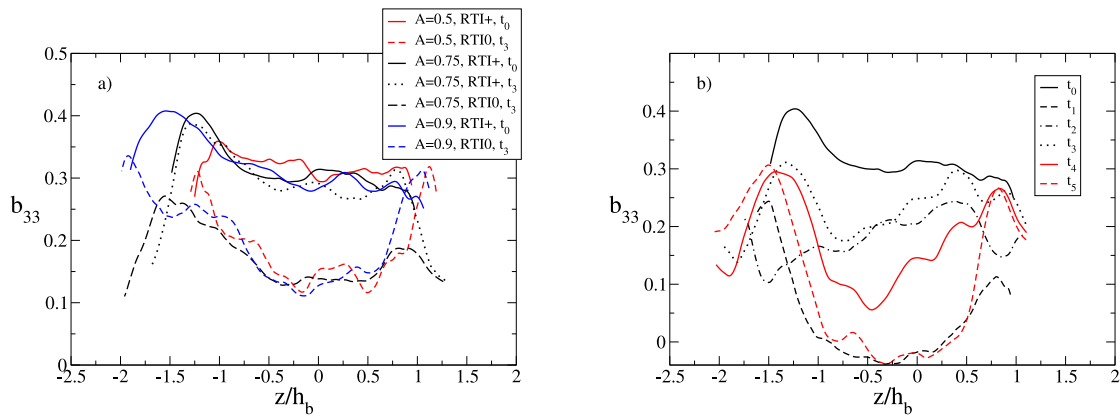 A=0.5, RTI+, t0
A=0.5, RTI0, t3
A=0.75, RTI+, t0
A=0.75, RTI+, t3
A=0.75, RTI0, t3
A=0.9, RTI+, t0
A=0.9, RTI0, t3
a)
0.5
0.4
0.3
0.2
0.1
0
b33
-2.5 -2 -1.5 -1 -0.5 0 0.5 1 1.5 2
z/hb
b)
t0
t1
t2
t3
t4
t5
0.4
0.3
0.2
0.1
0
b33
-2.5 -2 -1.5 -1 -0.5 0 0.5 1 1.5 2
z/hb